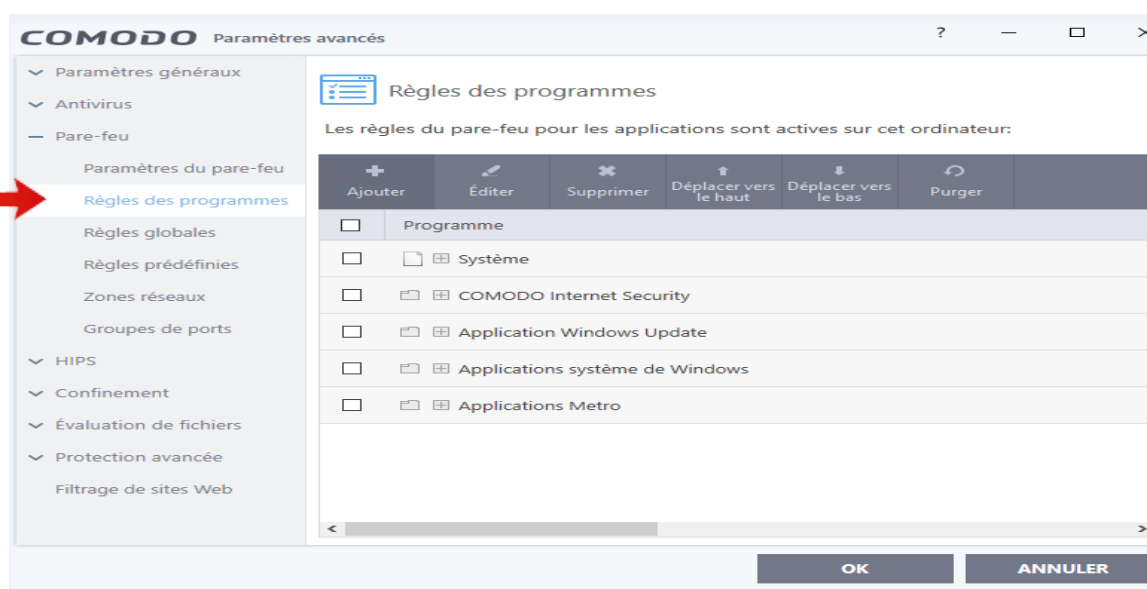 COMODO Paramètres avancés
?
Paramètres généraux
Antivirus
Pare-feu
Paramètres du pare-feu
Règles des programmes
Règles globales
Règles prédéfinies
Zones réseaux
Groupes de ports
HIPS
Confinement
Évaluation de fichiers
Protection avancée
Filtrage de sites Web
Règles des programmes
Les règles du pare-feu pour les applications sont actives sur cet ordinateur:
Ajouter
Éditer
Supprimer
Déplacer vers
le haut
Déplacer vers
le bas
Purger
Programme
Système
COMODO Internet Security
Application Windows Update
Applications système de Windows
Applications Metro
OK
ANNULER